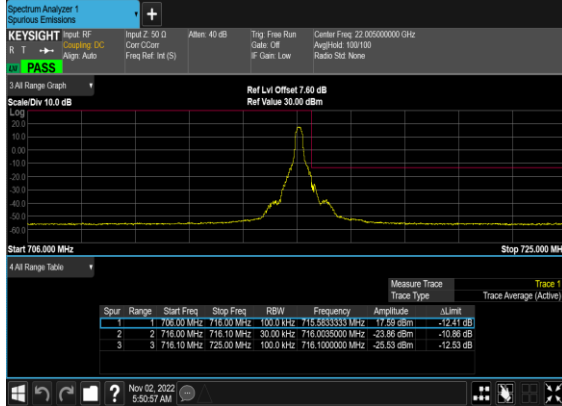 Spectrum Analyzer 1
Spurious Emissions
KEYSIGHT Input: RF Input Z: 50 Ω Atten: 40 dB Trig: Free Run Center Freq: 22.005000000 GHz
R T Coupling: DC Corr CCorr Gate: Off Avg|Hold: 100/100
Align: Auto Freq Ref: Int (S) IF Gain: Low Radio Std: None
PASS
3 All Range Graph
Ref Lvl Offset 7.60 dB
Scale/Div 10.0 dB Ref Value 30.00 dBm
Log
20.0
10.0
0.00
-10.0
-20.0
-30.0
-40.0
-50.0
-60.0
Start 706.000 MHz Stop 725.000 MH
4 All Range Table
Measure Trace Trace 1
Trace Type Trace Average (Active)
Spur Range Start Freq Stop Freq RBW Frequency Amplitude ΔLimit
1 1 706.00 MHz 716.00 MHz 100.0 kHz 715.5833333 MHz 17.59 dBm -12.41 dB
2 2 716.00 MHz 716.10 MHz 30.00 kHz 716.0035000 MHz -23.86 dBm -10.86 dB
3 3 716.10 MHz 725.00 MHz 100.0 kHz 716.1000000 MHz -25.53 dBm -12.53 dB
Nov 02, 2022
5:50:57 AM